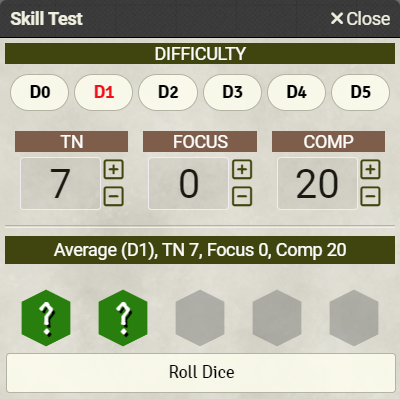 Skill Test
×Close
DIFFICULTY
D0 D1 D2 D3 D4 D5
TN FOCUS COMP
7 + 0 + 20 +
− − −
Average (D1), TN 7, Focus 0, Comp 20
? ?
Roll Dice